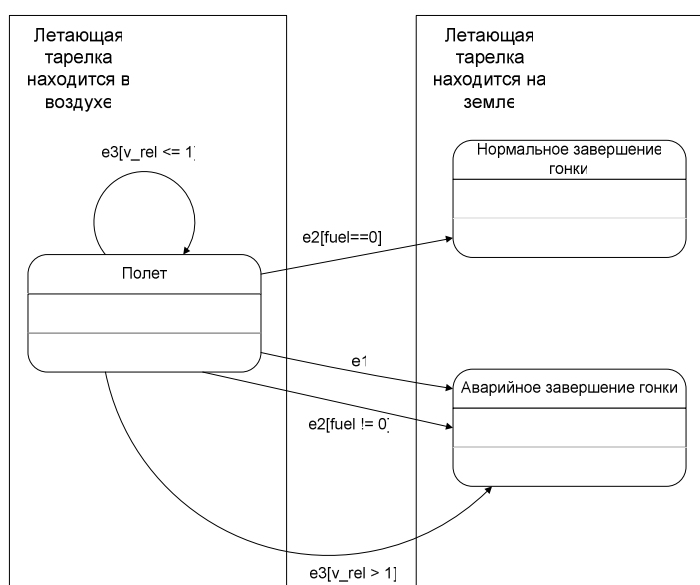 Летающая
тарелка
находится в
воздухе
Летающая
тарелка
находится на
земле
e3[v_rel <= 1]
Нормальное завершение
гонки
e2[fuel==0]
Полет
e1
Аварийное завершение гонки
e2[fuel != 0]
e3[v_rel > 1]